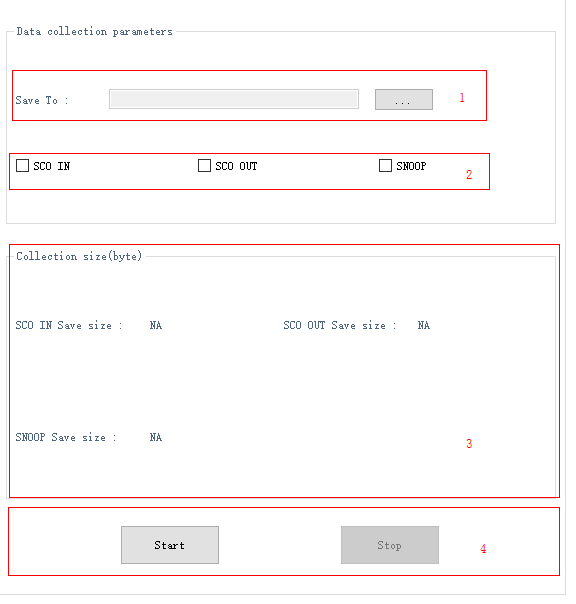 Data collection parameters
Save To : ... 1
SCO IN SCO OUT SNOOP 2
Collection size(byte)
SCO IN Save size : NA SCO OUT Save size : NA
SNOOP Save size : NA 3
Start Stop 4